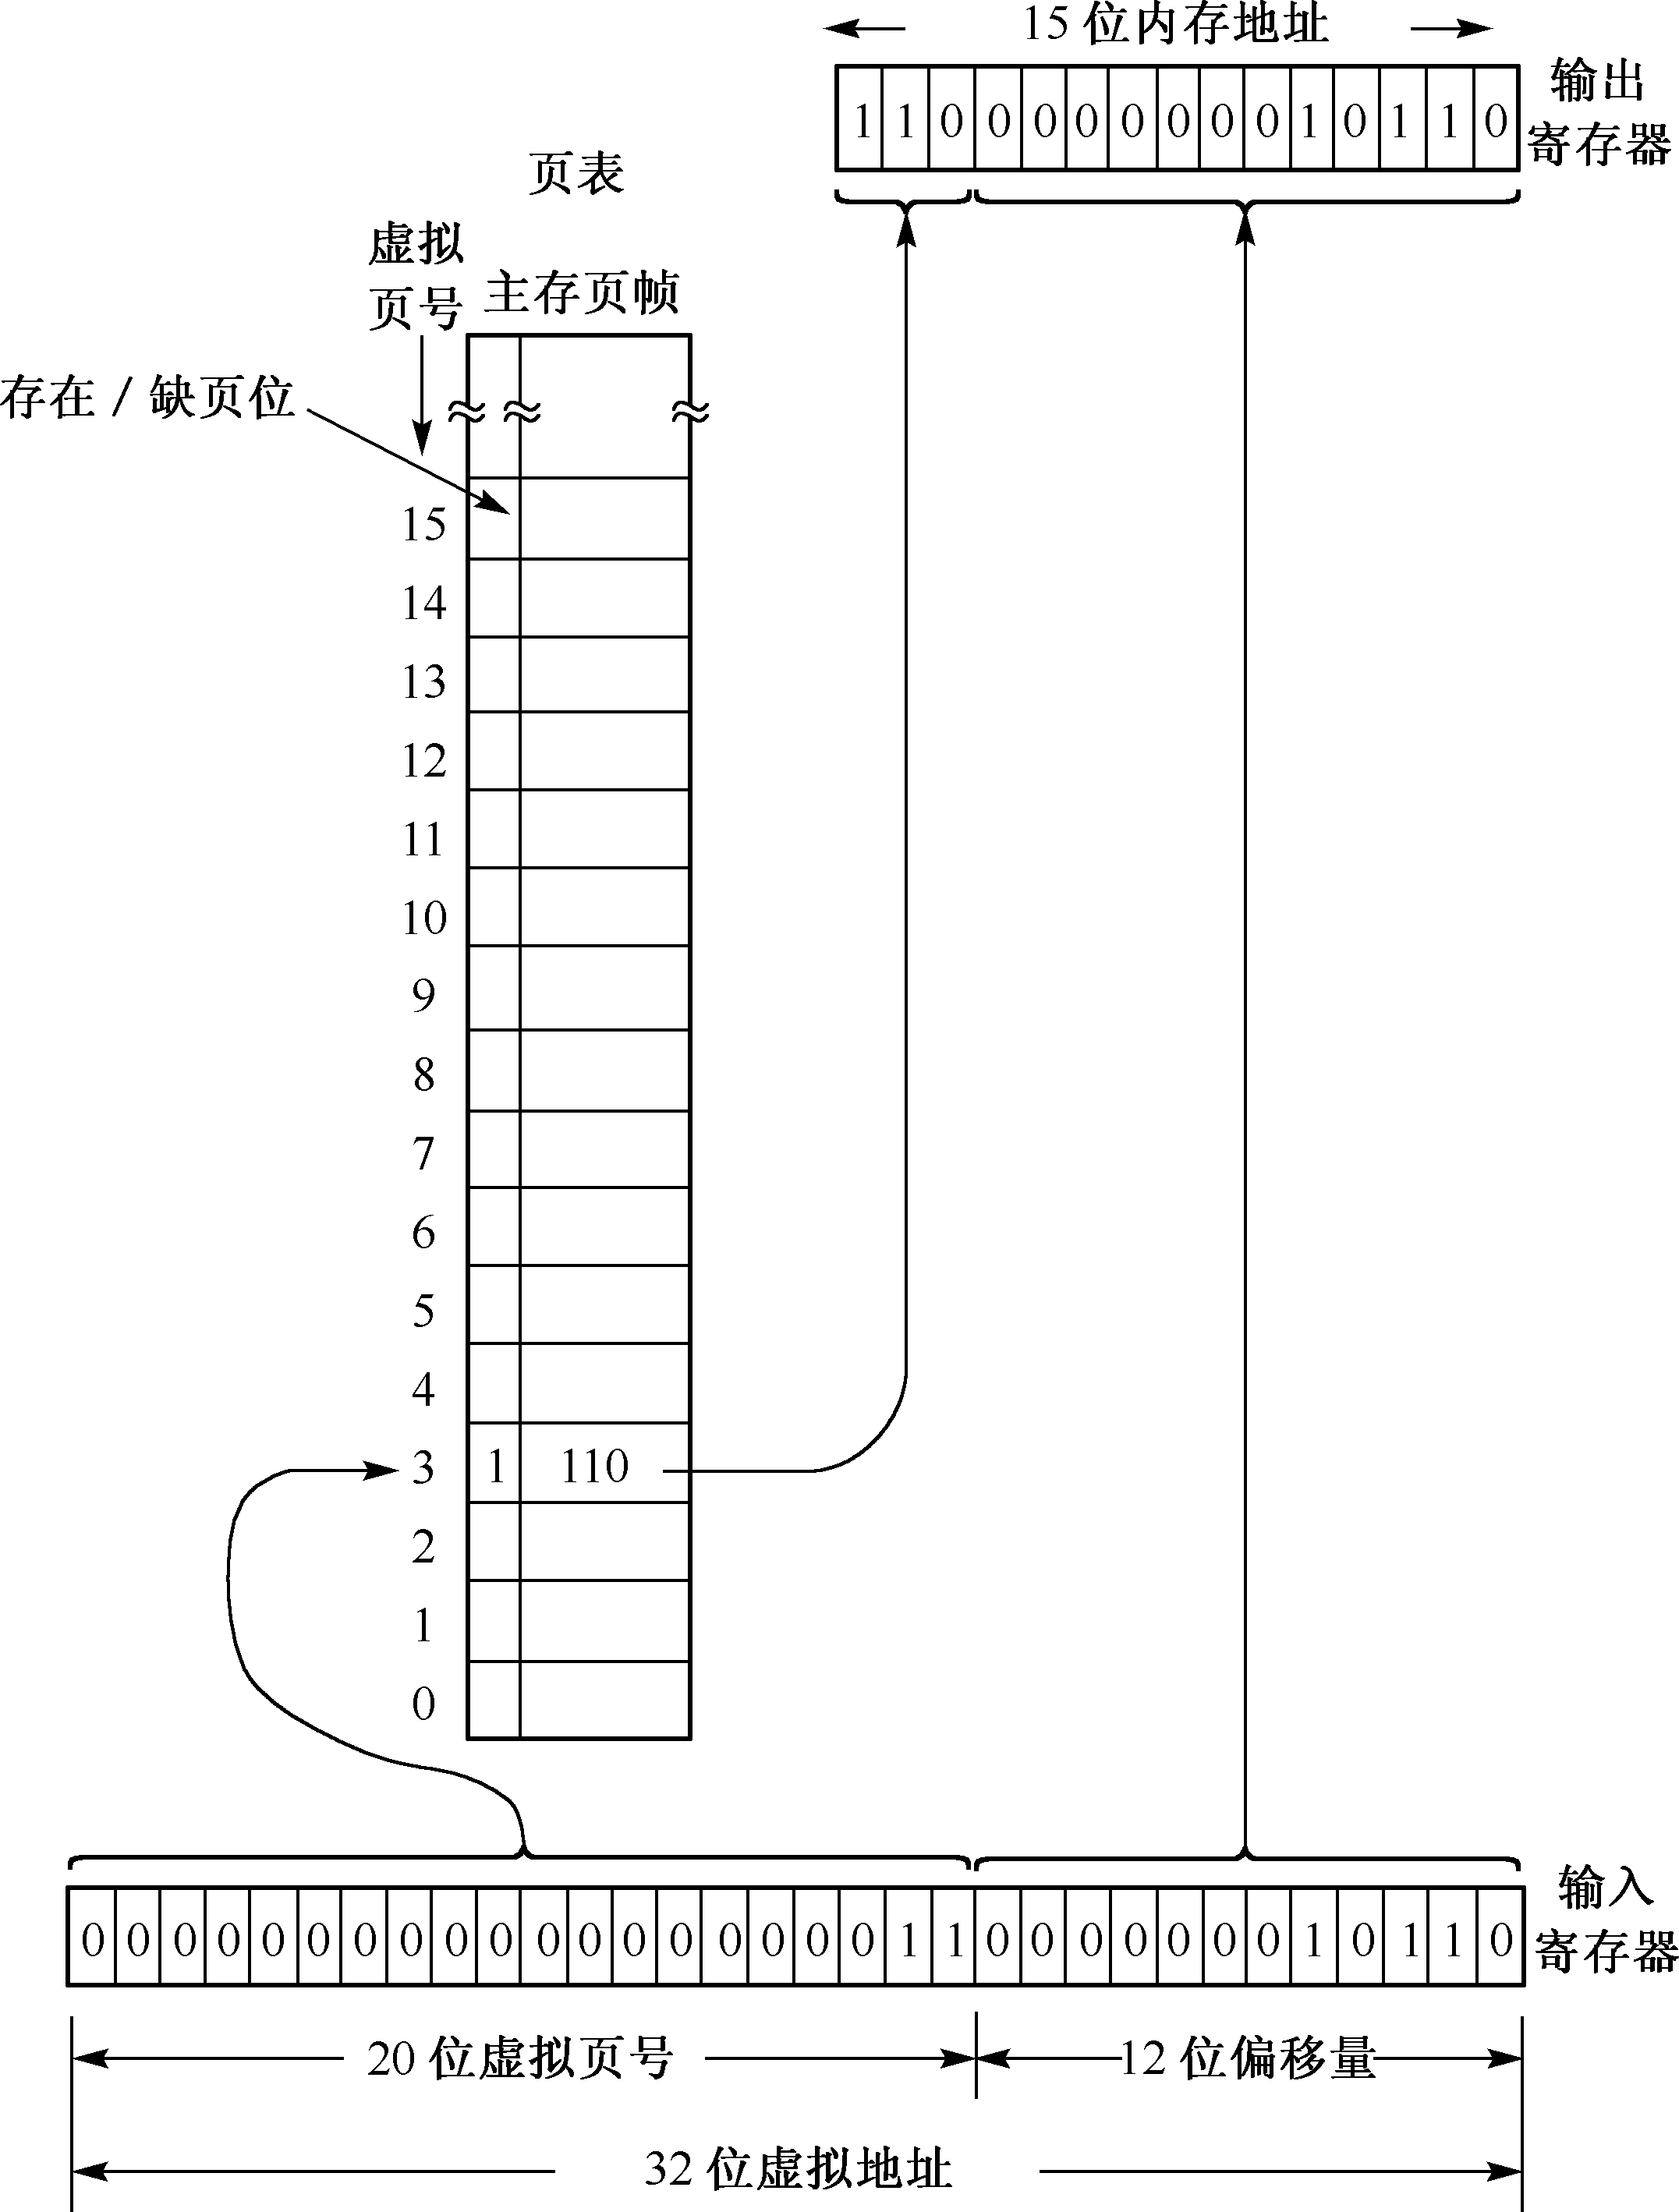 15 位内存地址
1 1 0 0 0 0 0 0 0 0 1 0 1 1 0
输出
寄存器
页表
虚拟
页号
主存页帧
存在 / 缺页位
15
14
13
12
11
10
9
8
7
6
5
4
3 1 110
2
1
0
0 0 0 0 0 0 0 0 0 0 0 0 0 0 0 0 0 0 1 1 0 0 0 0 0 0 0 1 0 1 1 0
输入
寄存器
20 位虚拟页号
12 位偏移量
32 位虚拟地址